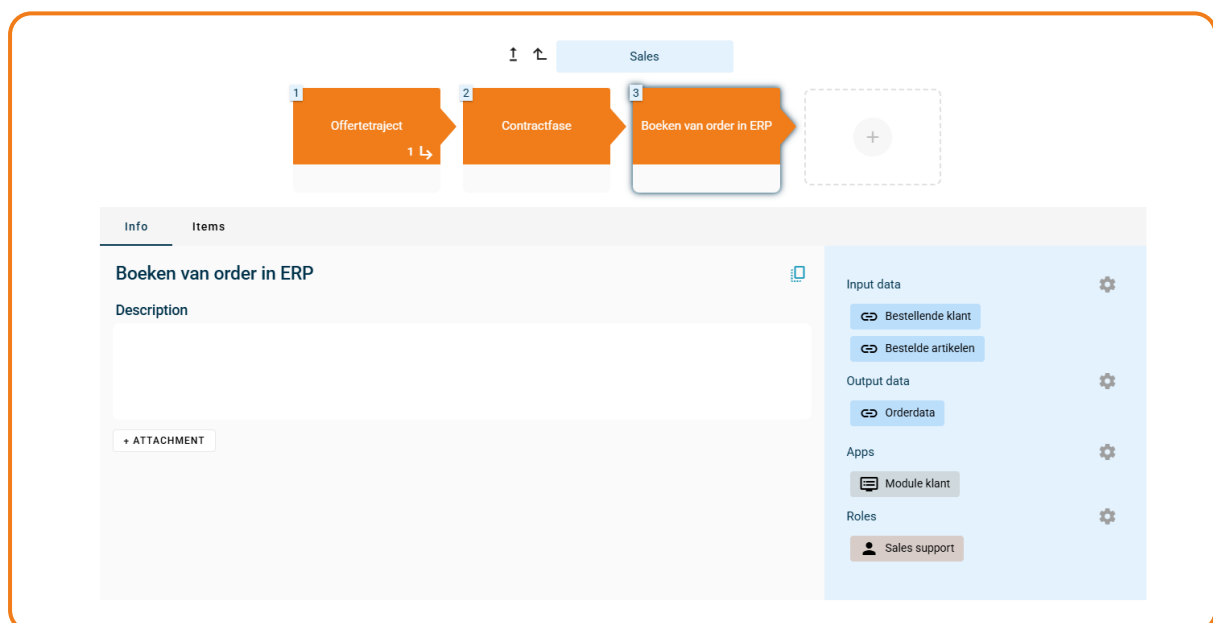 Sales
1
2
3
Offertetraject
Contractfase
Boeken van order in ERP
+
1
Info
Items
Boeken van order in ERP
Description
+ ATTACHMENT
Input data
Bestellende klant
Bestelde artikelen
Output data
Orderdata
Apps
Module klant
Roles
Sales support